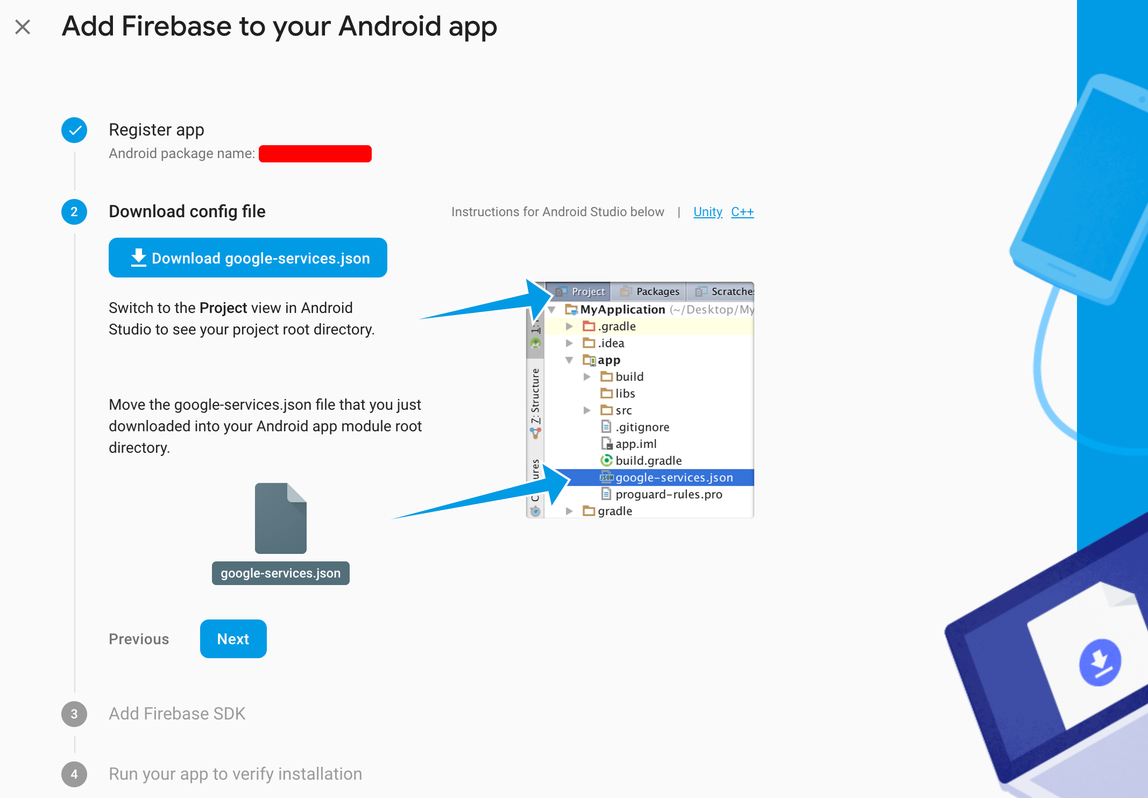 Add Firebase to your Android app
Register app
Android package name:
2
Download config file
Instructions for Android Studio below | Unity C++
Download google-services.json
Switch to the Project view in Android
Studio to see your project root directory.
Move the google-services.json file that you just
downloaded into your Android app module root
directory.
google-services.json
Project Packages Scratches
MyApplication (~/Desktop/My
.gradle
.idea
app
build
libs
src
.gitignore
app.iml
build.gradle
google-services.json
proguard-rules.pro
gradle
Z: Structure
Previous
Next
3
Add Firebase SDK
4
Run your app to verify installation